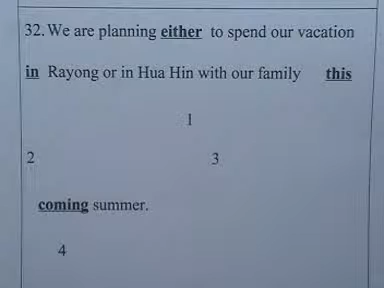 32. We are planning either to spend our vacation
in Rayong or in Hua Hin with our family this
1
2 3
coming summer.
4